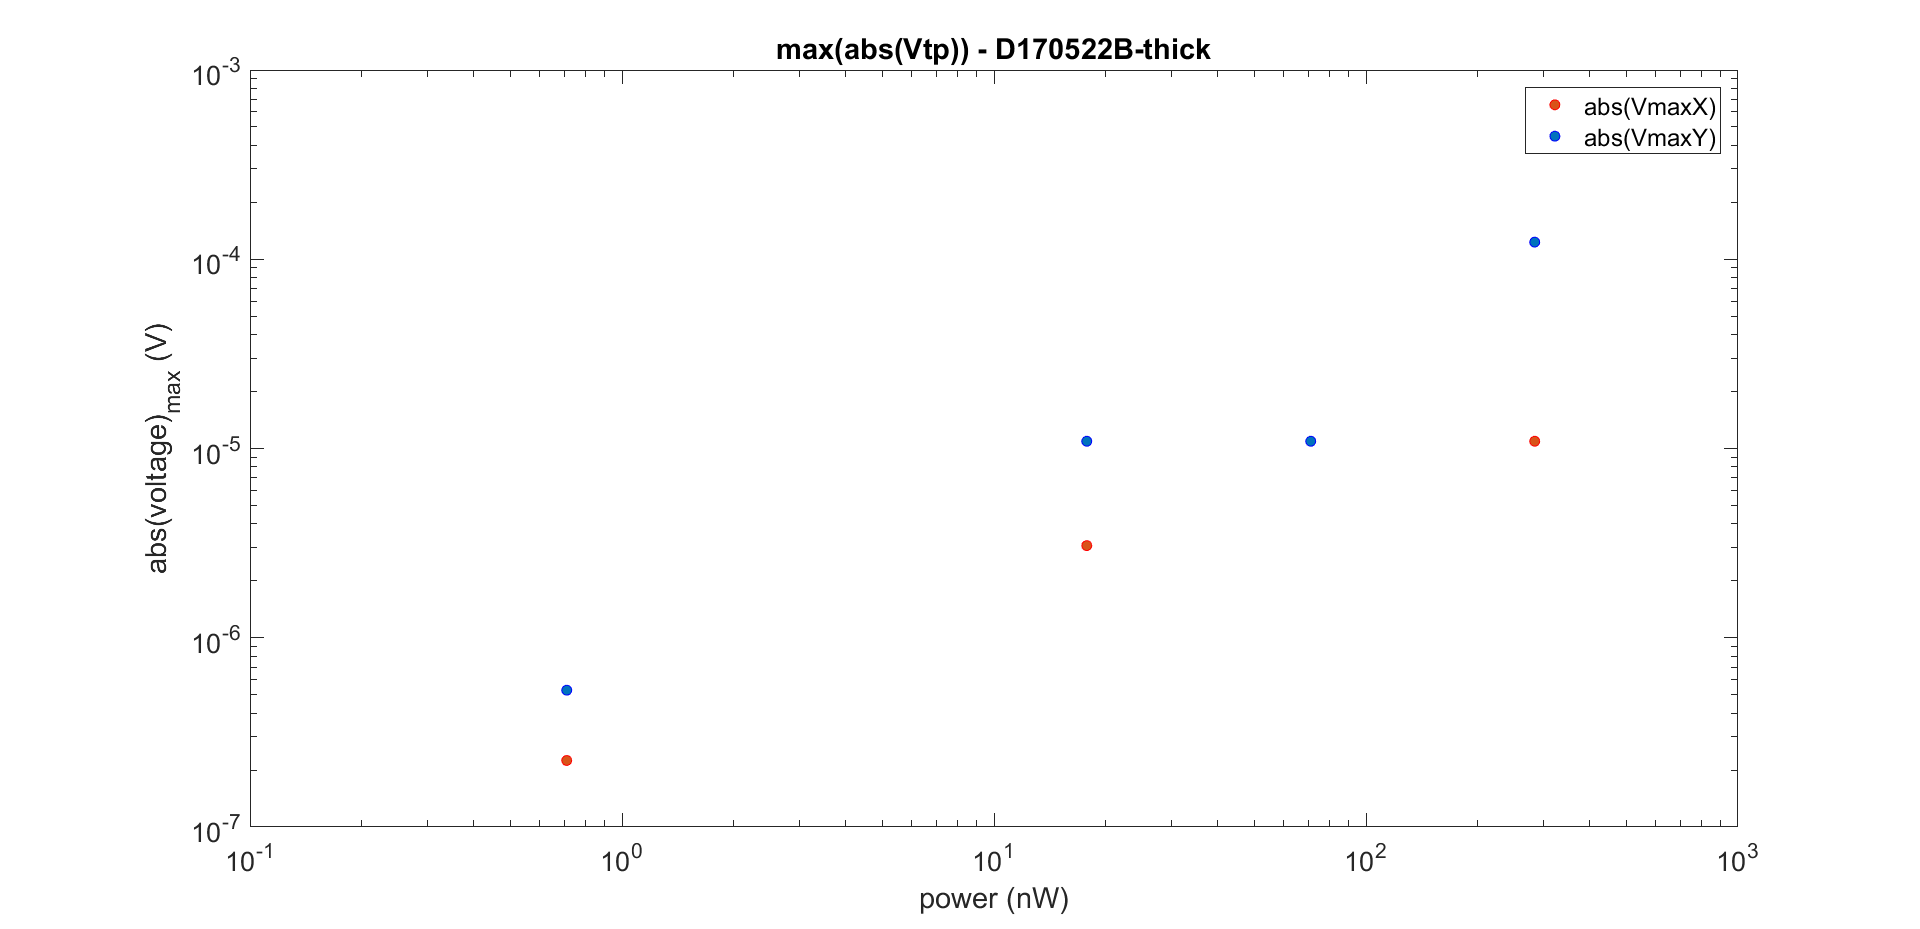 max(abs(Vtp)) - D170522B-thick
abs(VmaxX)
abs(VmaxY)
10^-3
10^-4
10^-5
10^-6
10^-7
abs(voltage)_max (V)
10^-1 10^0 10^1 10^2 10^3
power (nW)